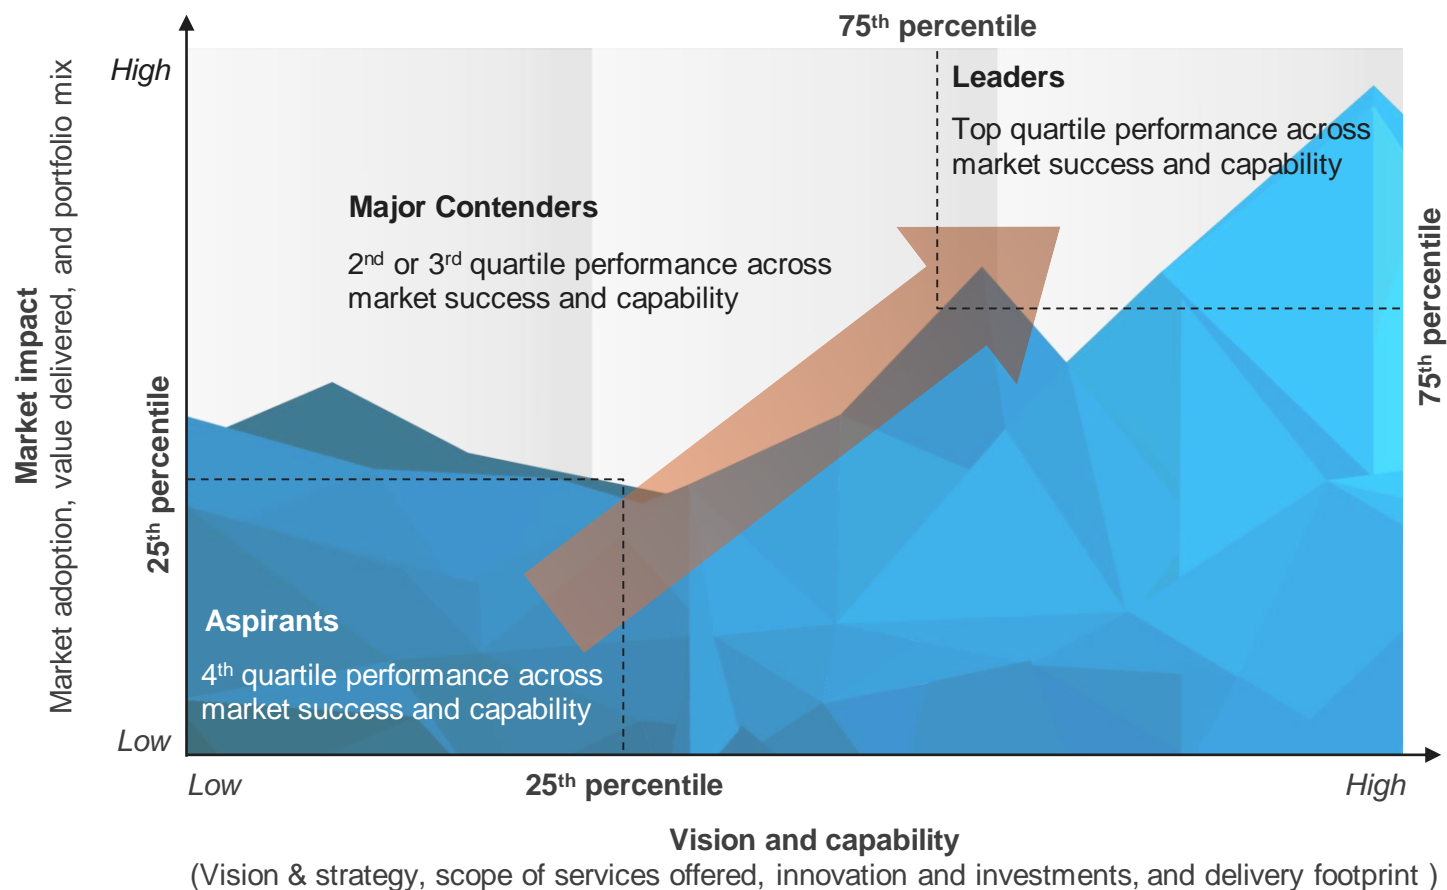 75th percentile
High
Leaders
Top quartile performance across
market success and capability
Major Contenders
2nd or 3rd quartile performance across
market success and capability
Market impact
Market adoption, value delivered, and portfolio mix
25th percentile
75th percentile
Aspirants
4th quartile performance across
market success and capability
Low
Low
25th percentile
High
Vision and capability
(Vision & strategy, scope of services offered, innovation and investments, and delivery footprint )